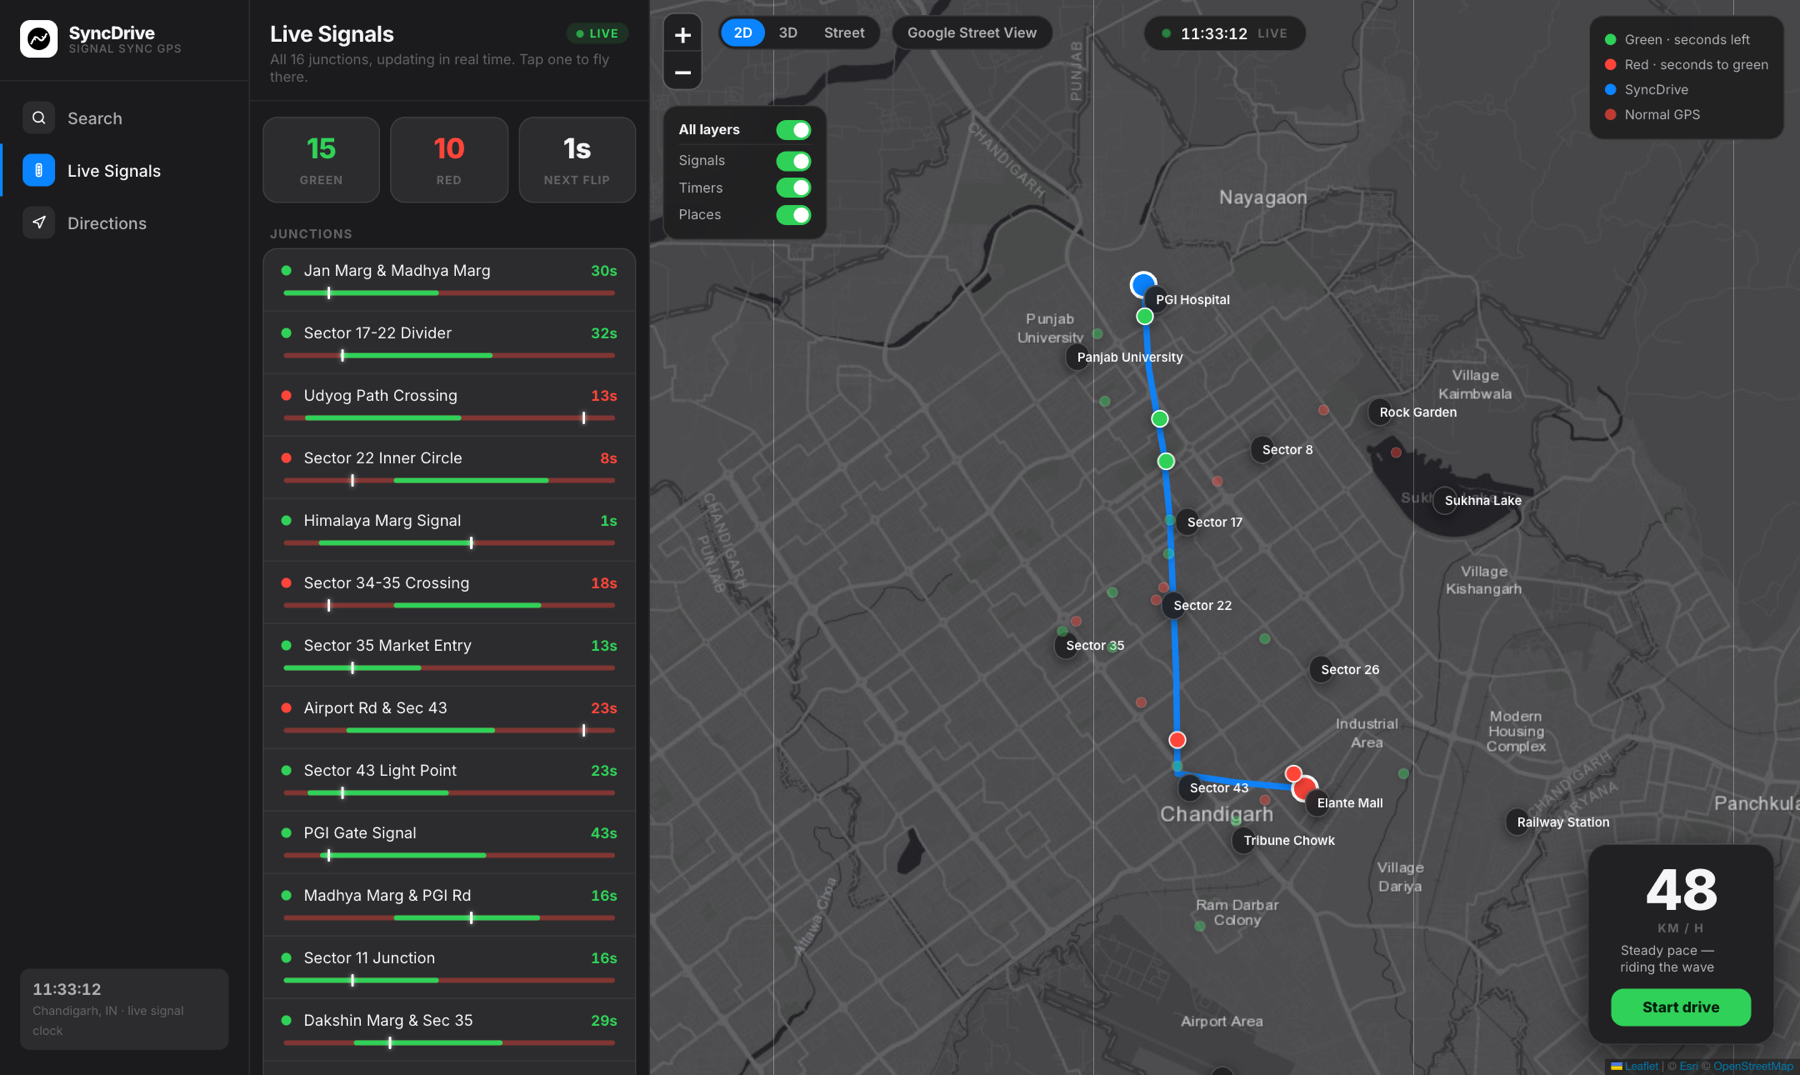 SyncDrive
SIGNAL SYNC GPS
Search
Live Signals
Directions
11:33:12
Chandigarh, IN · live signal
clock
Live Signals
LIVE
All 16 junctions, updating in real time. Tap one to fly
there.
15
GREEN
10
RED
1s
NEXT FLIP
JUNCTIONS
Jan Marg & Madhya Marg 30s
Sector 17-22 Divider 32s
Udyog Path Crossing 13s
Sector 22 Inner Circle 8s
Himalaya Marg Signal 1s
Sector 34-35 Crossing 18s
Sector 35 Market Entry 13s
Airport Rd & Sec 43 23s
Sector 43 Light Point 23s
PGI Gate Signal 43s
Madhya Marg & PGI Rd 16s
Sector 11 Junction 16s
Dakshin Marg & Sec 35 29s
+
−
2D 3D Street
Google Street View
11:33:12 LIVE
Green · seconds left
Red · seconds to green
SyncDrive
Normal GPS
All layers
Signals
Timers
Places
PUNJAB
CHANDIGARH
Nayagaon
PGI Hospital
Punjab
University
Panjab University
Village
Kaimbwala
Rock Garden
Sector 8
Sukhna Lake
CHANDIGARH
PUNJAB
Sector 17
Village
Kishangarh
Sector 22
Sector 35
Sector 26
Industrial
Area
Modern
Housing
Complex
CHANDIGARH
HARYANA
Sector 43
Elante Mall
Chandigarh
Panchkula
Railway Station
Tribune Chowk
Village
Dariya
Attawa Choa
Ram Darbar
Colony
Airport Area
48
KM / H
Steady pace —
riding the wave
Start drive
Leaflet | © Esri © OpenStreetMap